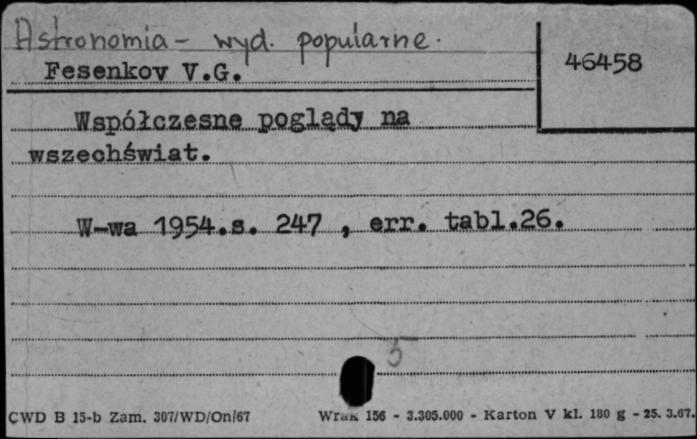 Astronomia - wyd. popularne.
46458
Fesenkov V.G.
Współczesne poglądy na
wszechświat.
W-wa 1954.s. 247 , err. tabl.26.
5
CWD B 15-b Zam. 307/WD/On/67 Wrak 156 - 3.305.000 - Karton V kl. 180 g - 25. 3.67.